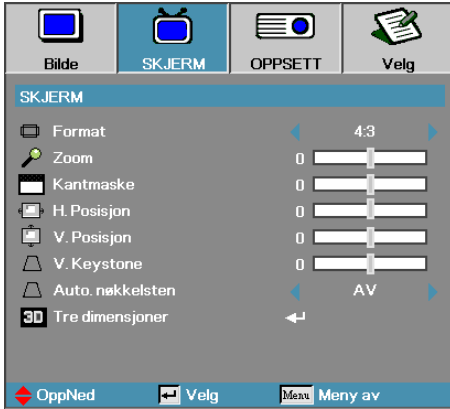 Bilde SKJERM OPPSETT Velg
SKJERM
Format 4:3
Zoom 0
Kantmaske 0
H. Posisjon 0
V. Posisjon 0
V. Keystone 0
Auto. nøkkelsten AV
3D Tre dimensjoner
OppNed Velg Menu Meny av